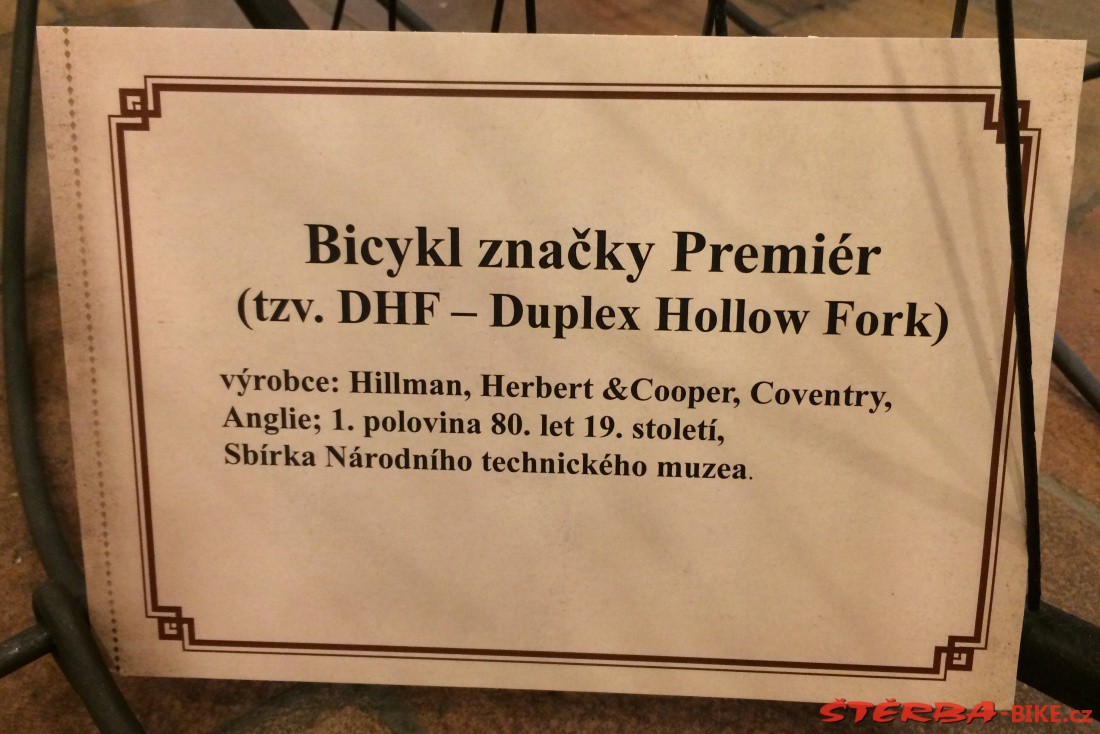 Bicykl značky Premiér
(tzv. DHF – Duplex Hollow Fork)
výrobce: Hillman, Herbert &Cooper, Coventry,
Anglie; 1. polovina 80. let 19. století,
Sbírka Národního technického muzea.
ŠTĚRBA-BIKE.cz